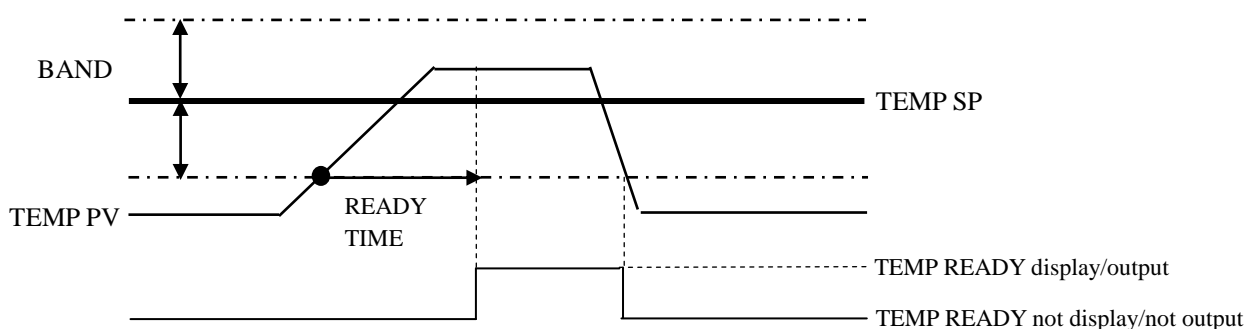 BAND
TEMP SP
TEMP PV
READY
TIME
TEMP READY display/output
TEMP READY not display/not output